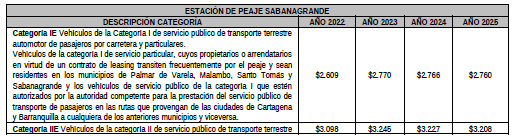 ESTACIÓN DE PEAJE SABANAGRANDE
DESCRIPCIÓN CATEGORÍA AÑO 2022 AÑO 2023 AÑO 2024 AÑO 2025
Categoría IE Vehículos de la Categoría I de servicio público de transporte terrestre
automotor de pasajeros por carretera y particulares.
Vehículos de la categoría I de servicio particular, cuyos propietarios o arrendatarios
en virtud de un contrato de leasing transiten frecuentemente por el peaje y sean
residentes en los municipios de Palmar de Varela, Malambo, Santo Tomás y
Sabanagrande y los vehículos de servicio público de la categoría I que estén
autorizados por la autoridad competente para la prestación del servicio público de
transporte de pasajeros en las rutas que provengan de las ciudades de Cartagena
y Barranquilla a cualquiera de los anteriores municipios y viceversa.
$2.609 $2.770 $2.766 $2.760
Categoría IIE Vehículos de la categoría II de servicio público de transporte terrestre $3.098 $3.245 $3.227 $3.208